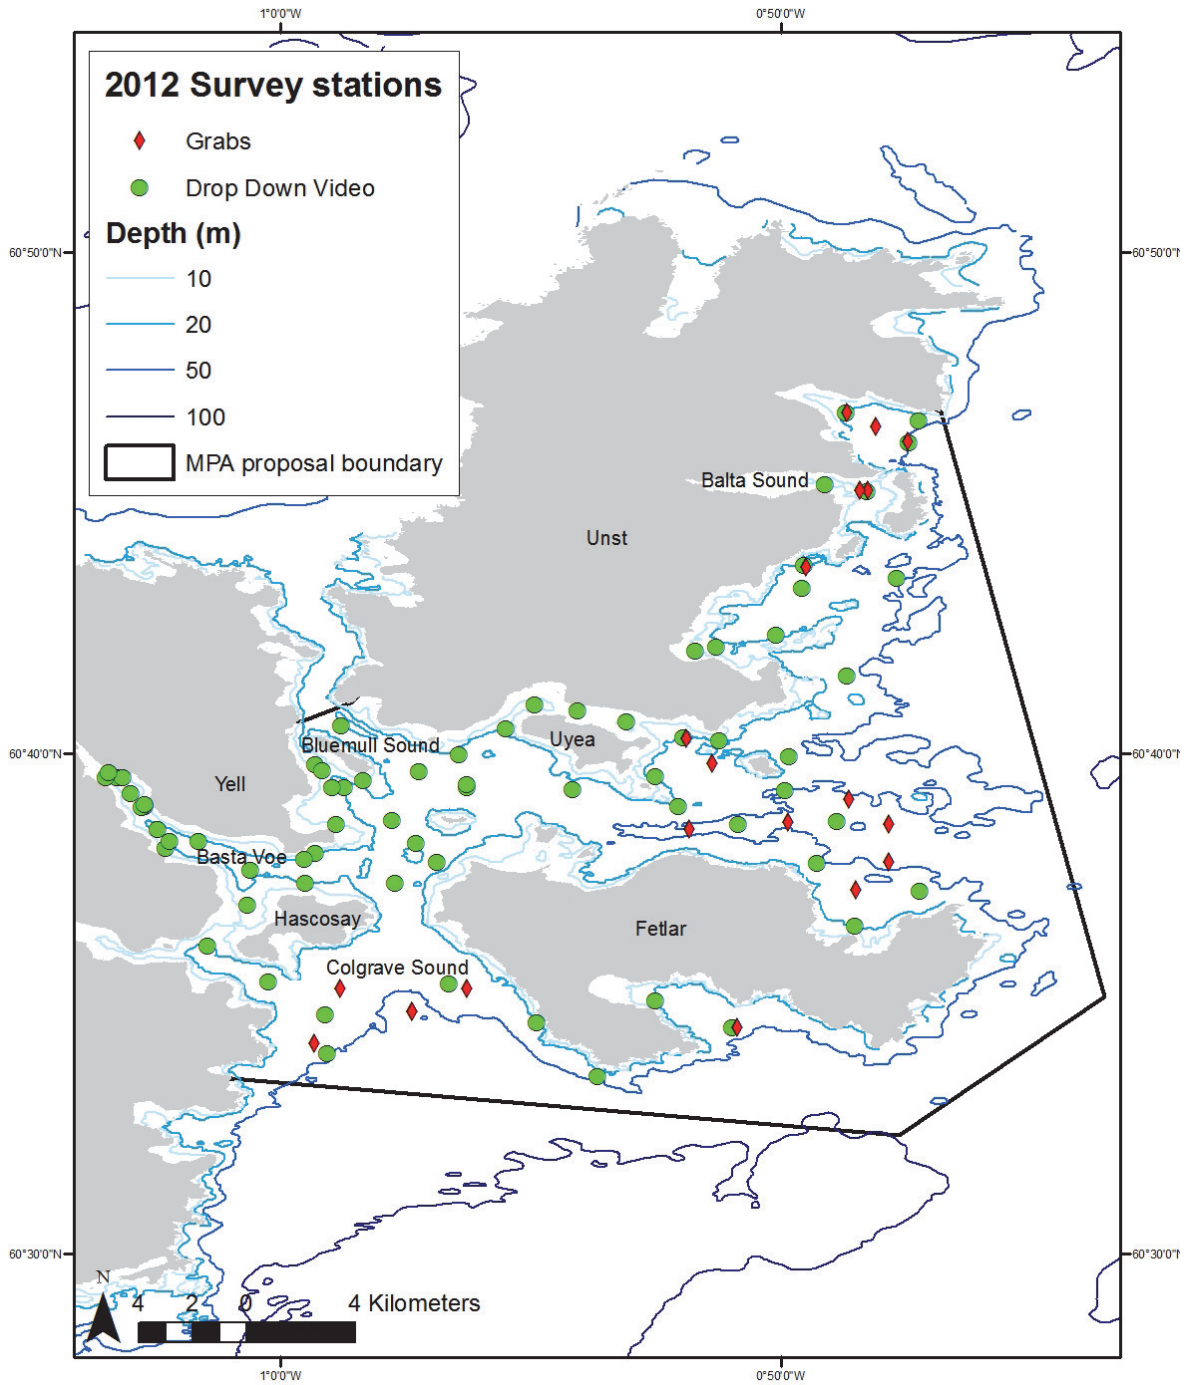 1°0'0"W
0°50'0"W
2012 Survey stations
Grabs
Drop Down Video
Depth (m)
10
20
50
100
MPA proposal boundary
60°50'0"N
60°50'0"N
Balta Sound
Unst
60°40'0"N
Bluemull Sound
Uyea
60°40'0"N
Yell
Basta Voe
Hascosay
Fetlar
Colgrave Sound
60°30'0"N
60°30'0"N
N
4 2 0 4 Kilometers
1°0'0"W
0°50'0"W